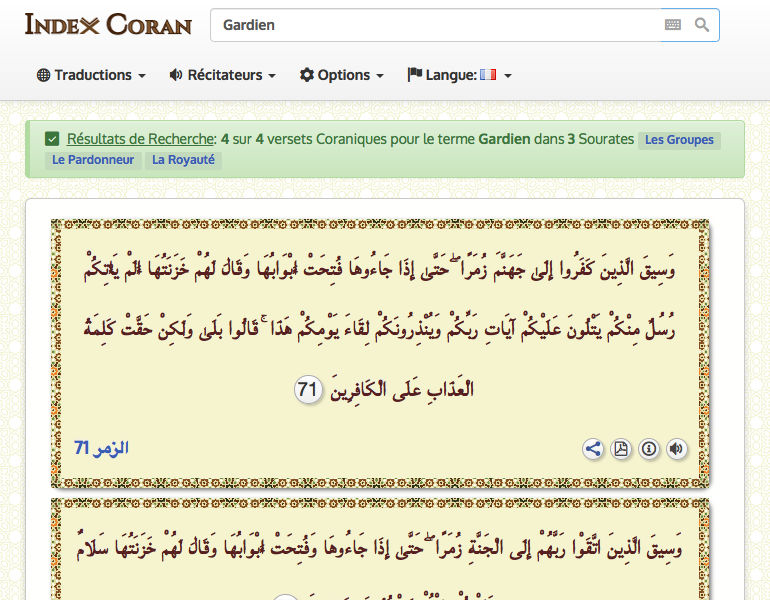 Index Coran
Gardien
Traductions Récitateurs Options Langue:
Résultats de Recherche: 4 sur 4 versets Coraniques pour le terme Gardien dans 3 Sourates Les Groupes
Le Pardonneur La Royauté
وَسِيقَ الَّذِينَ كَفَرُوا إِلَىٰ جَهَنَّمَ زُمَرًا ۖ حَتَّىٰ إِذَا جَاءُوهَا فُتِحَتْ أَبْوَابُهَا وَقَالَ لَهُمْ خَزَنَتُهَا أَلَمْ يَأْتِكُمْ
رُسُلٌ مِنْكُمْ يَتْلُونَ عَلَيْكُمْ آيَاتِ رَبِّكُمْ وَيُنْذِرُونَكُمْ لِقَاءَ يَوْمِكُمْ هَٰذَا ۚ قَالُوا بَلَىٰ وَلَٰكِنْ حَقَّتْ كَلِمَةُ
الْعَذَابِ عَلَى الْكَافِرِينَ 71
الزمر 71
وَسِيقَ الَّذِينَ اتَّقَوْا رَبَّهُمْ إِلَى الْجَنَّةِ زُمَرًا ۖ حَتَّىٰ إِذَا جَاءُوهَا وَفُتِحَتْ أَبْوَابُهَا وَقَالَ لَهُمْ خَزَنَتُهَا سَلَامٌ